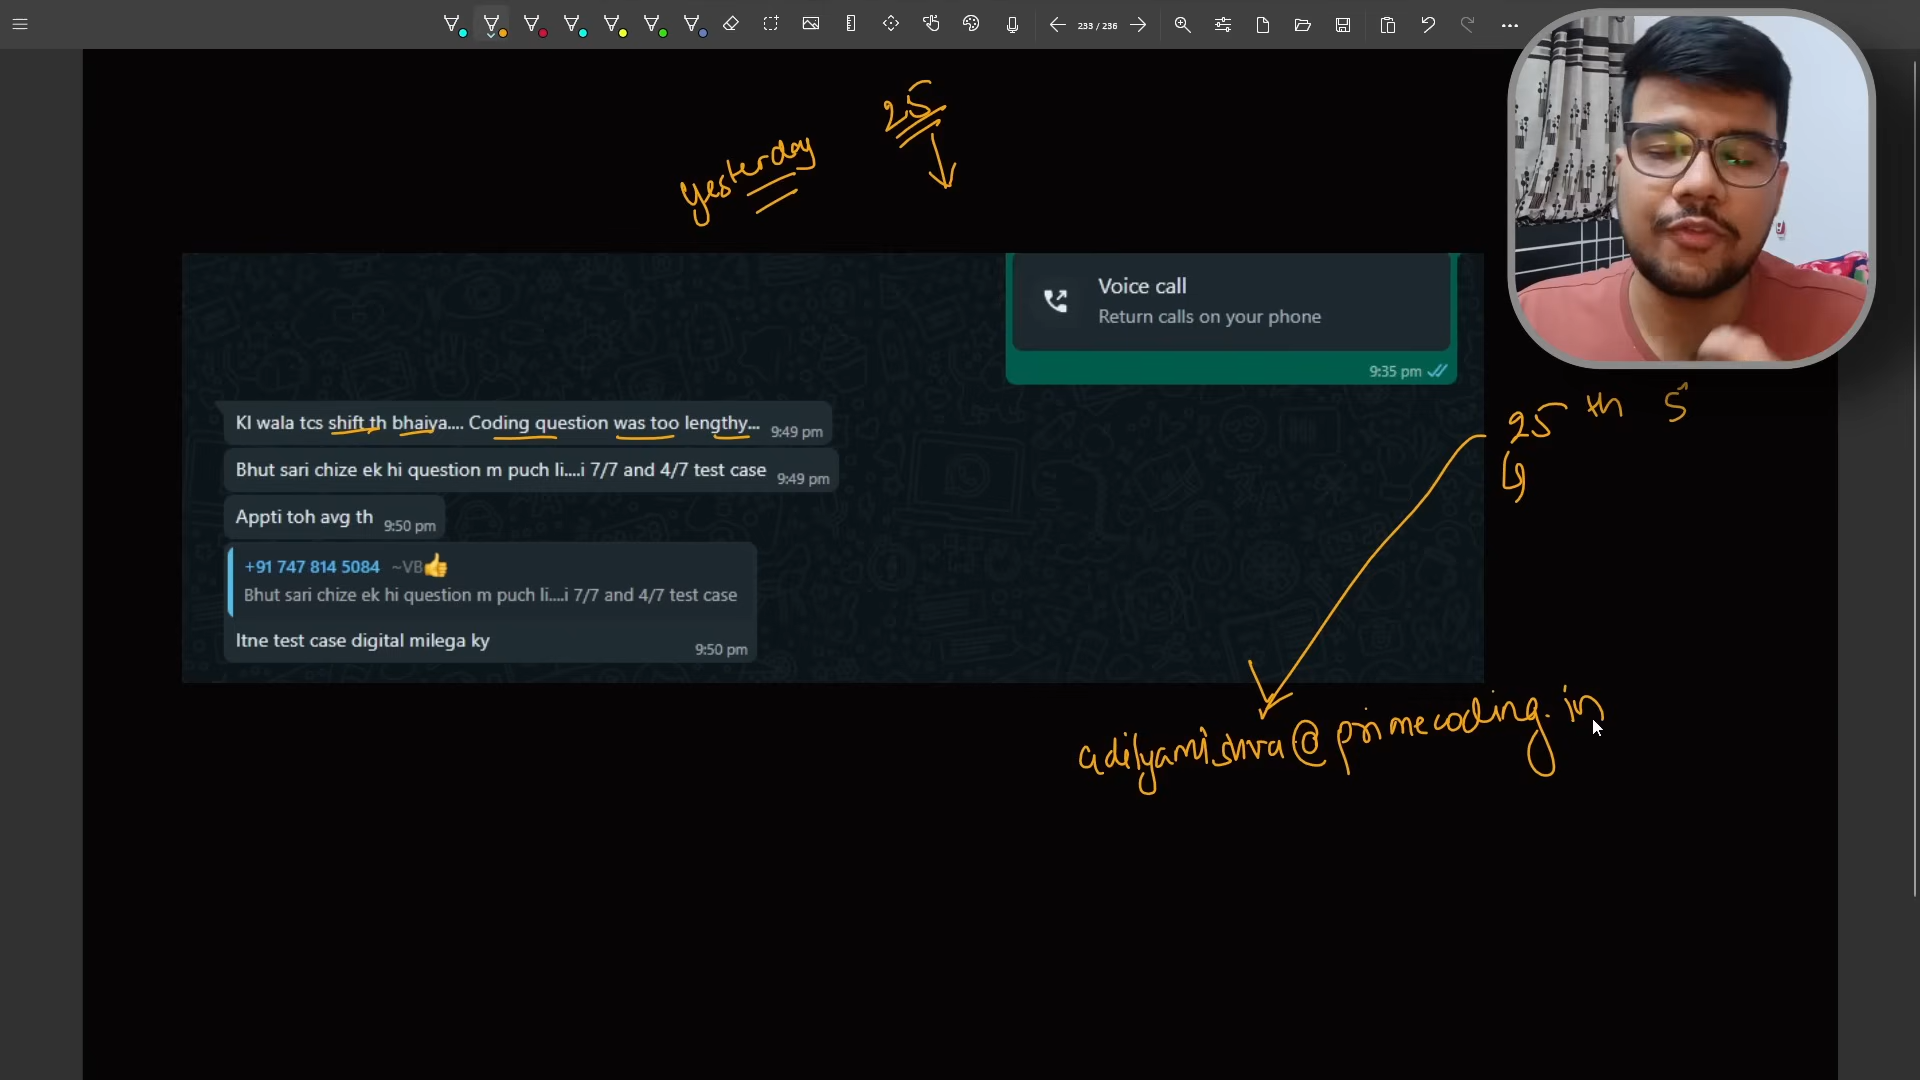 233 / 236
25
yesterday
Voice call
Return calls on your phone
9:35 pm
Kl wala tcs shift th bhaiya.... Coding question was too lengthy... 9:49 pm
Bhut sari chize ek hi question m puch li....i 7/7 and 4/7 test case 9:49 pm
Appti toh avg th 9:50 pm
+91 747 814 5084 ~VB👍
Bhut sari chize ek hi question m puch li....i 7/7 and 4/7 test case
Itne test case digital milega ky 9:50 pm
25 th S
adityamishra@primecoding.in